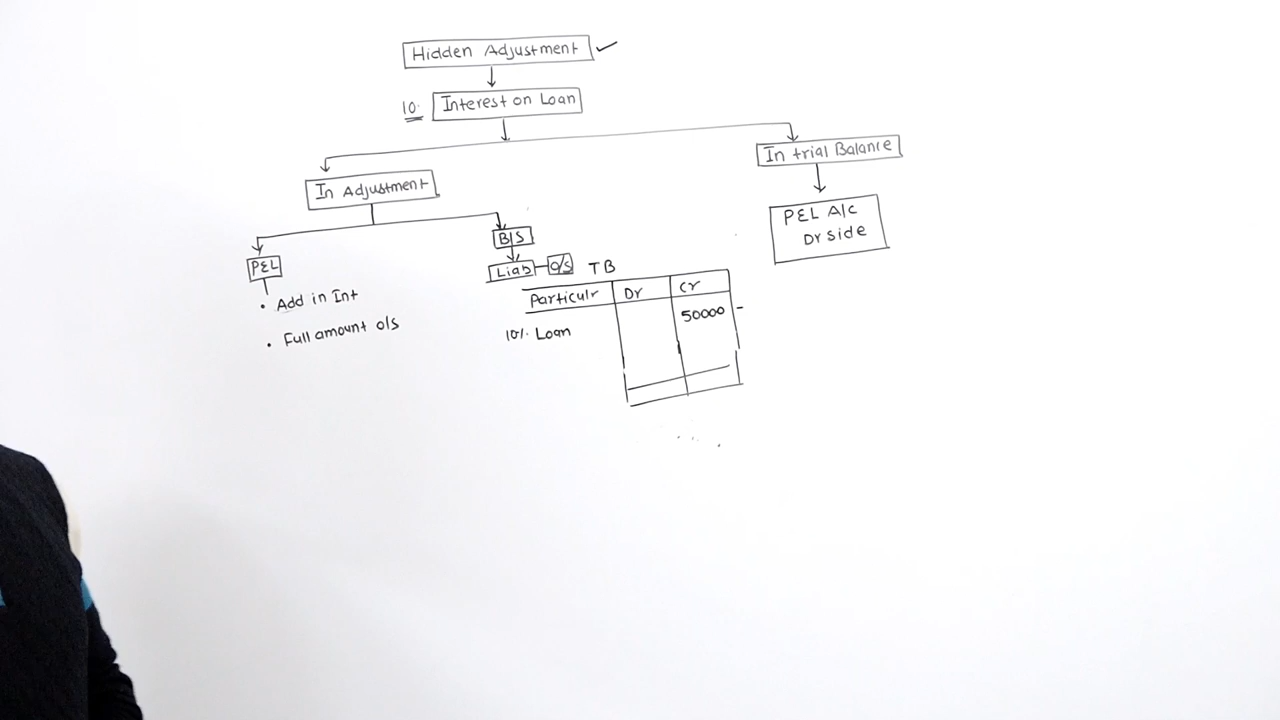 Hidden Adjustment
10. Interest on Loan
In trial Balance
In Adjustment
P&L A/C
Dr side
B/S
P&L
Liab O/S TB
Particulr Dr Cr
• Add in Int
50000 -
• Full amount o/s
10% Loan